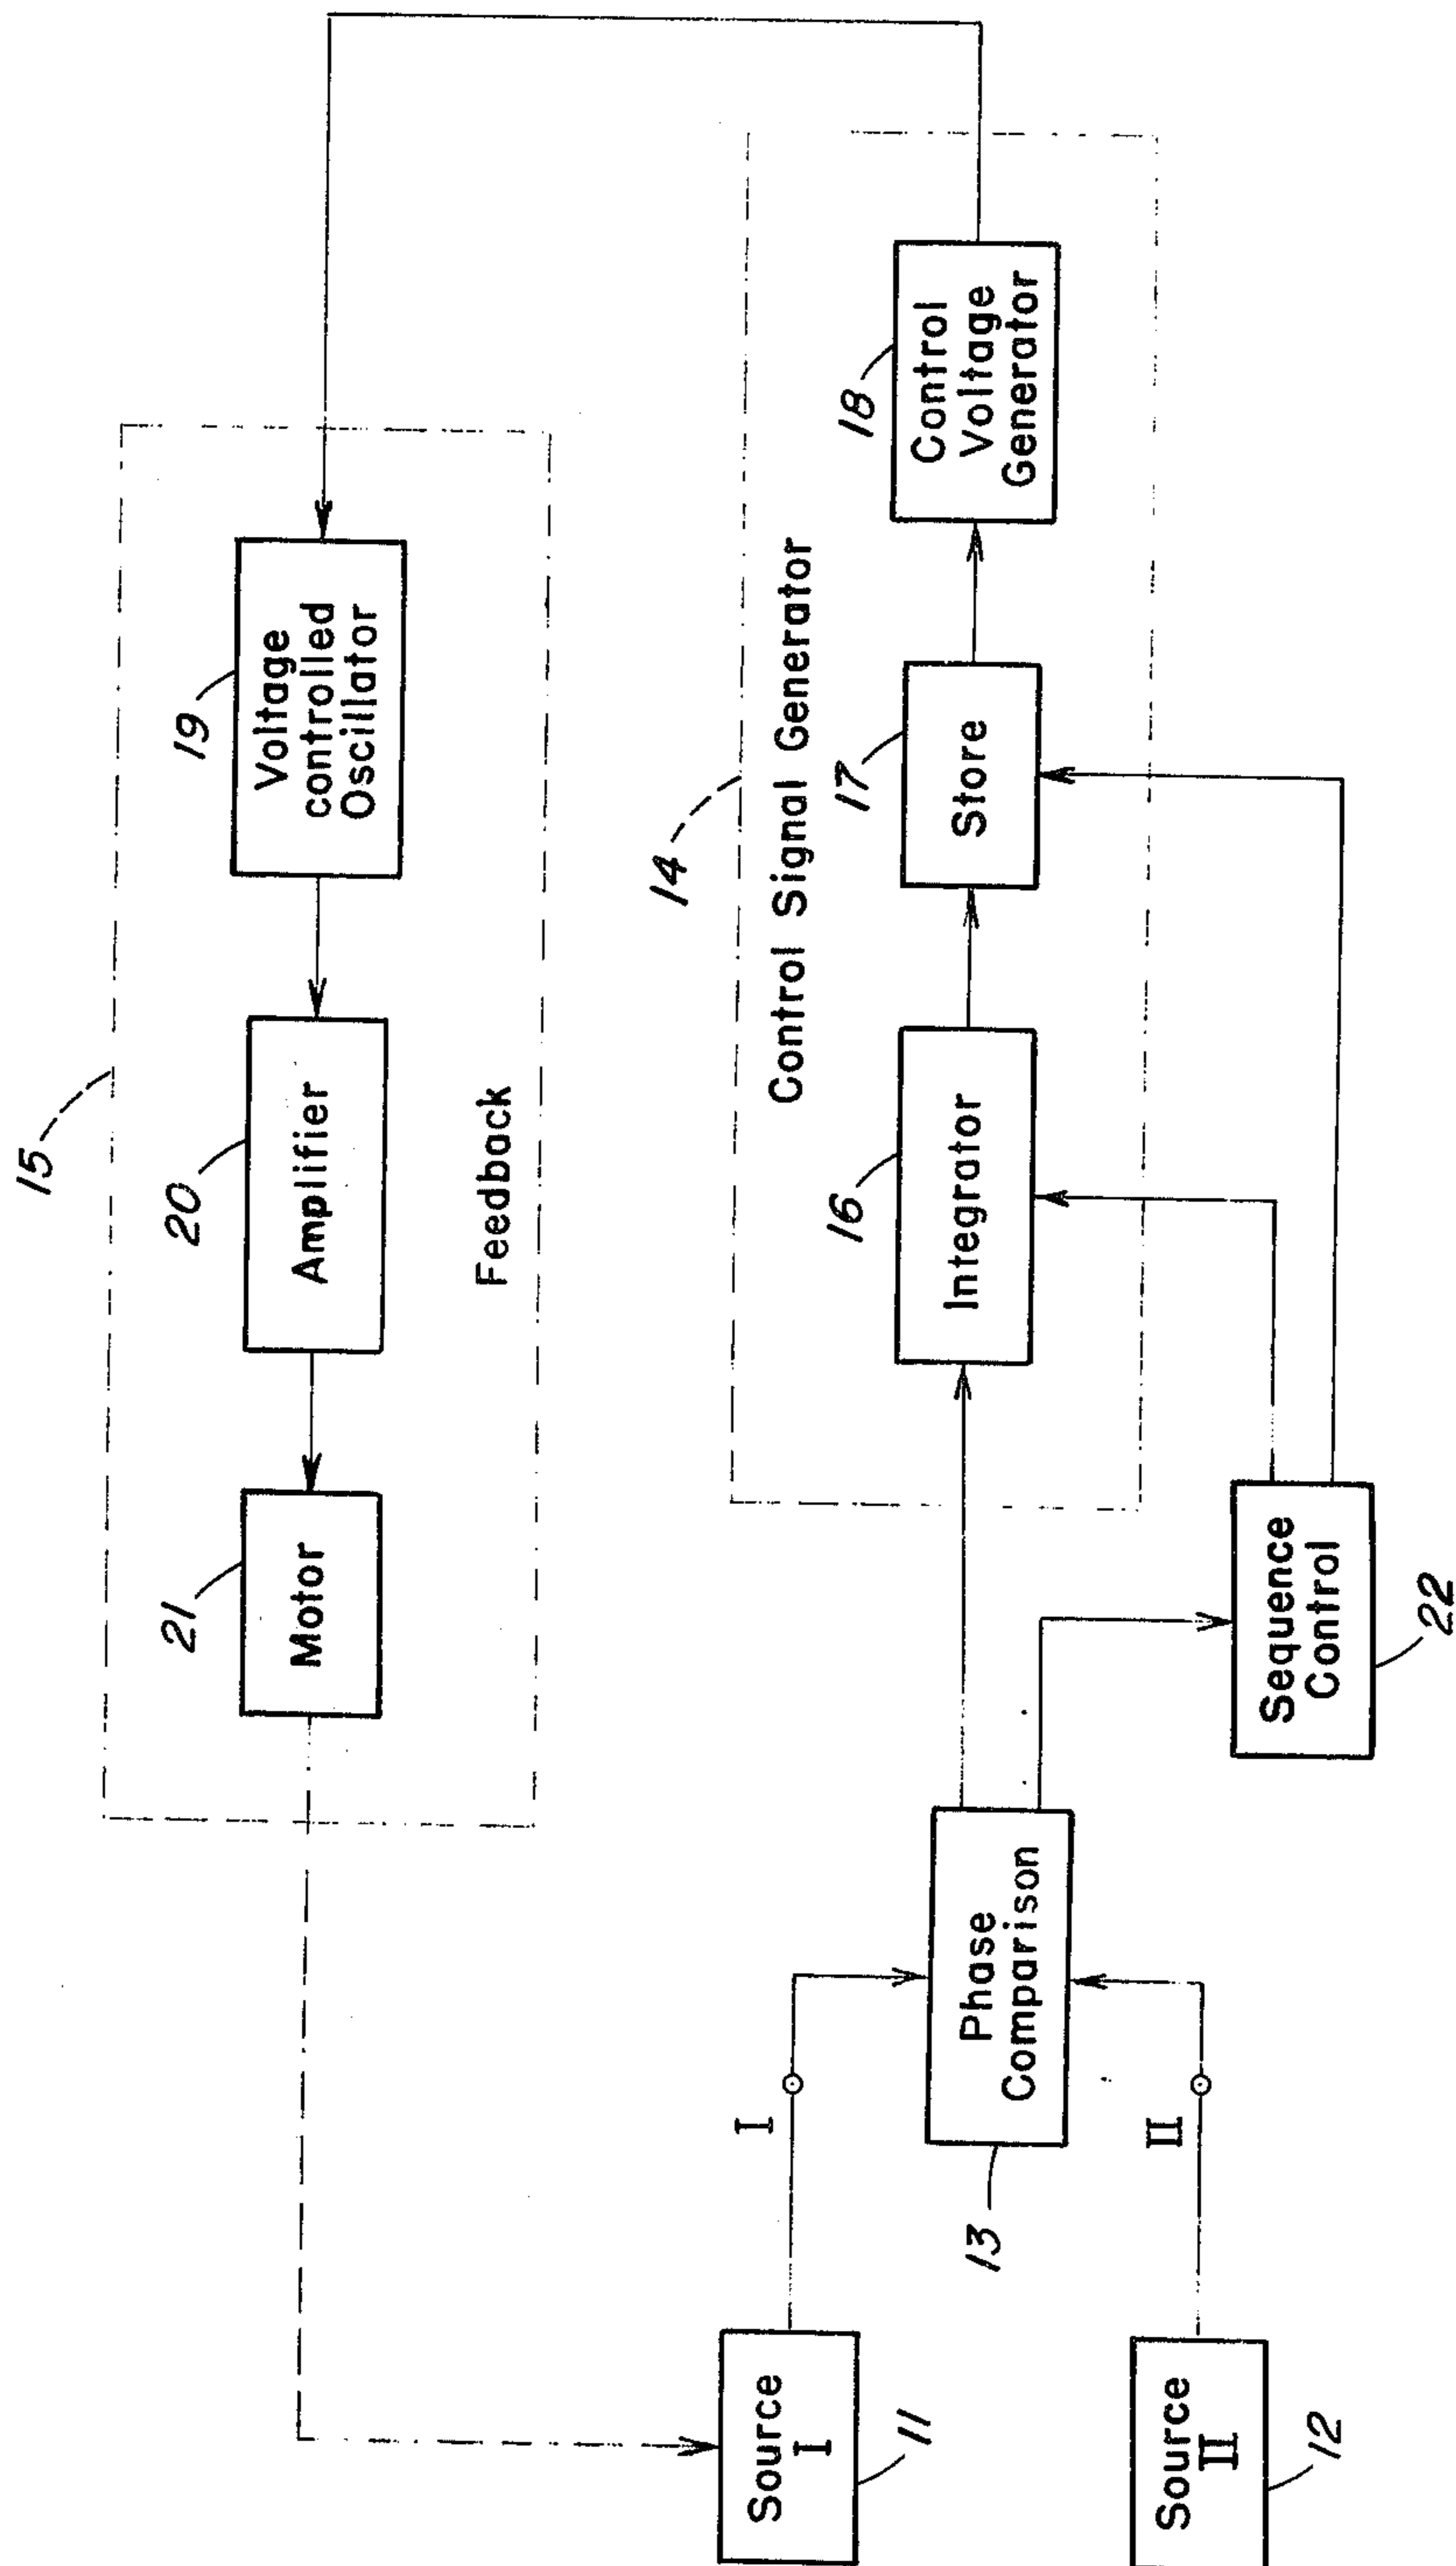 15
21
Motor
20
Amplifier
19
Voltage
controlled
Oscillator
Feedback
14
Control Signal Generator
16
Integrator
17
Store
18
Control
Voltage
Generator
Source
I
11
I
Phase
Comparison
13
Source
II
12
II
Sequence
Control
22